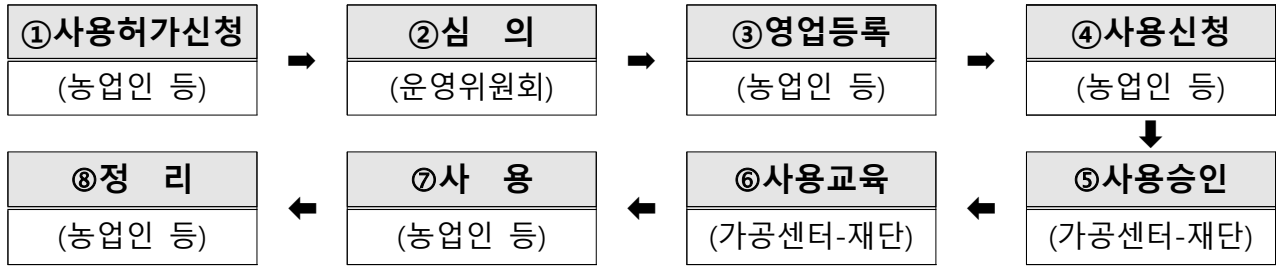 ①사용허가신청 ➡ ②심 의 ➡ ③영업등록 ➡ ④사용신청
(농업인 등) (운영위원회) (농업인 등) (농업인 등)
⬇
⑧정 리 ⬅ ⑦사 용 ⬅ ⑥사용교육 ⬅ ⑤사용승인
(농업인 등) (농업인 등) (가공센터-재단) (가공센터-재단)